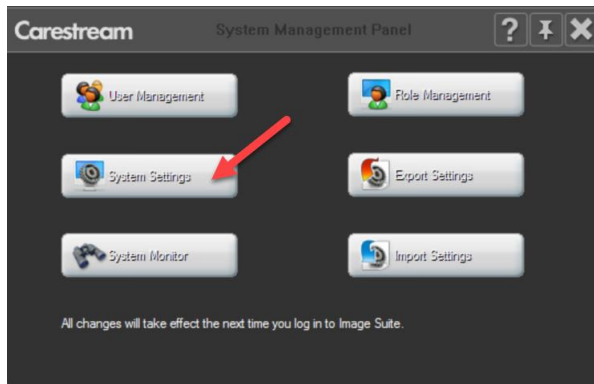 Carestream System Management Panel ?
User Management
Role Management
System Settings
Export Settings
System Monitor
Import Settings
All changes will take effect the next time you log in to Image Suite.